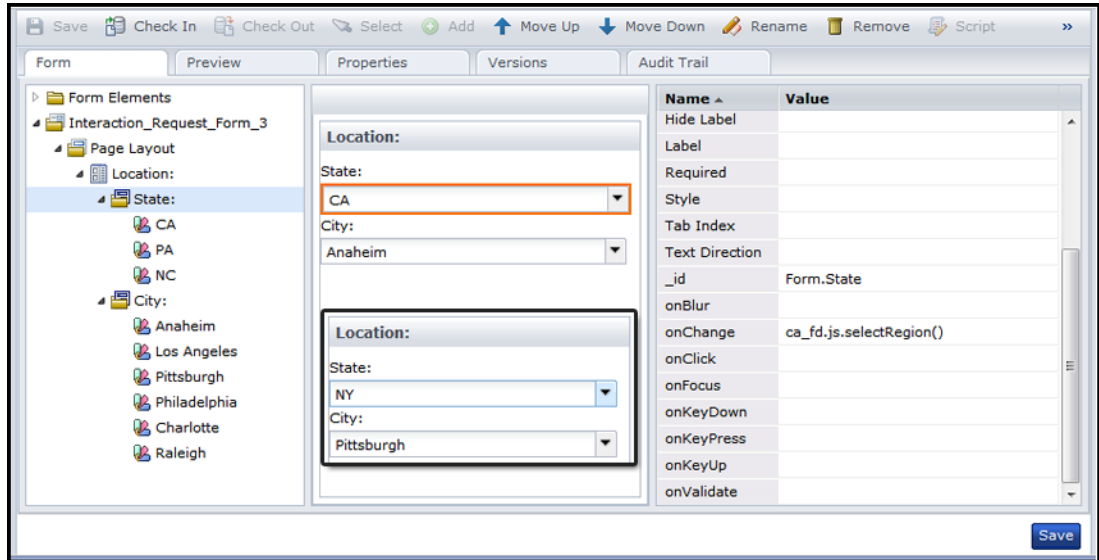 Save Check In Check Out Select Add Move Up Move Down Rename Remove Script »
Form Preview Properties Versions Audit Trail
Form Elements
Interaction_Request_Form_3
Page Layout
Location:
State:
CA
PA
NC
City:
Anaheim
Los Angeles
Pittsburgh
Philadelphia
Charlotte
Raleigh
Location:
State:
CA
City:
Anaheim
Location:
State:
NY
City:
Pittsburgh
Name Value
Hide Label
Label
Required
Style
Tab Index
Text Direction
_id Form.State
onBlur
onChange ca_fd.js.selectRegion()
onClick
onFocus
onKeyDown
onKeyPress
onKeyUp
onValidate
Save